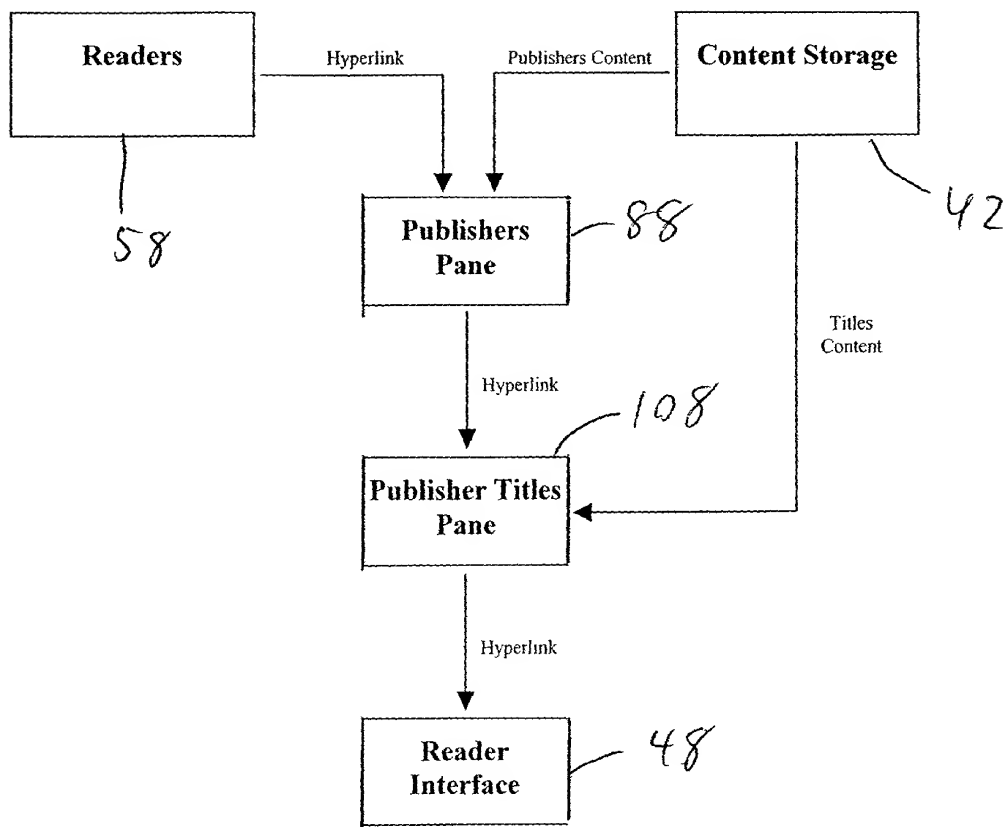 Readers
Hyperlink
Publishers Content
Content Storage
58
42
Publishers
Pane
88
Titles
Content
Hyperlink
108
Publisher Titles
Pane
Hyperlink
Reader
Interface
48